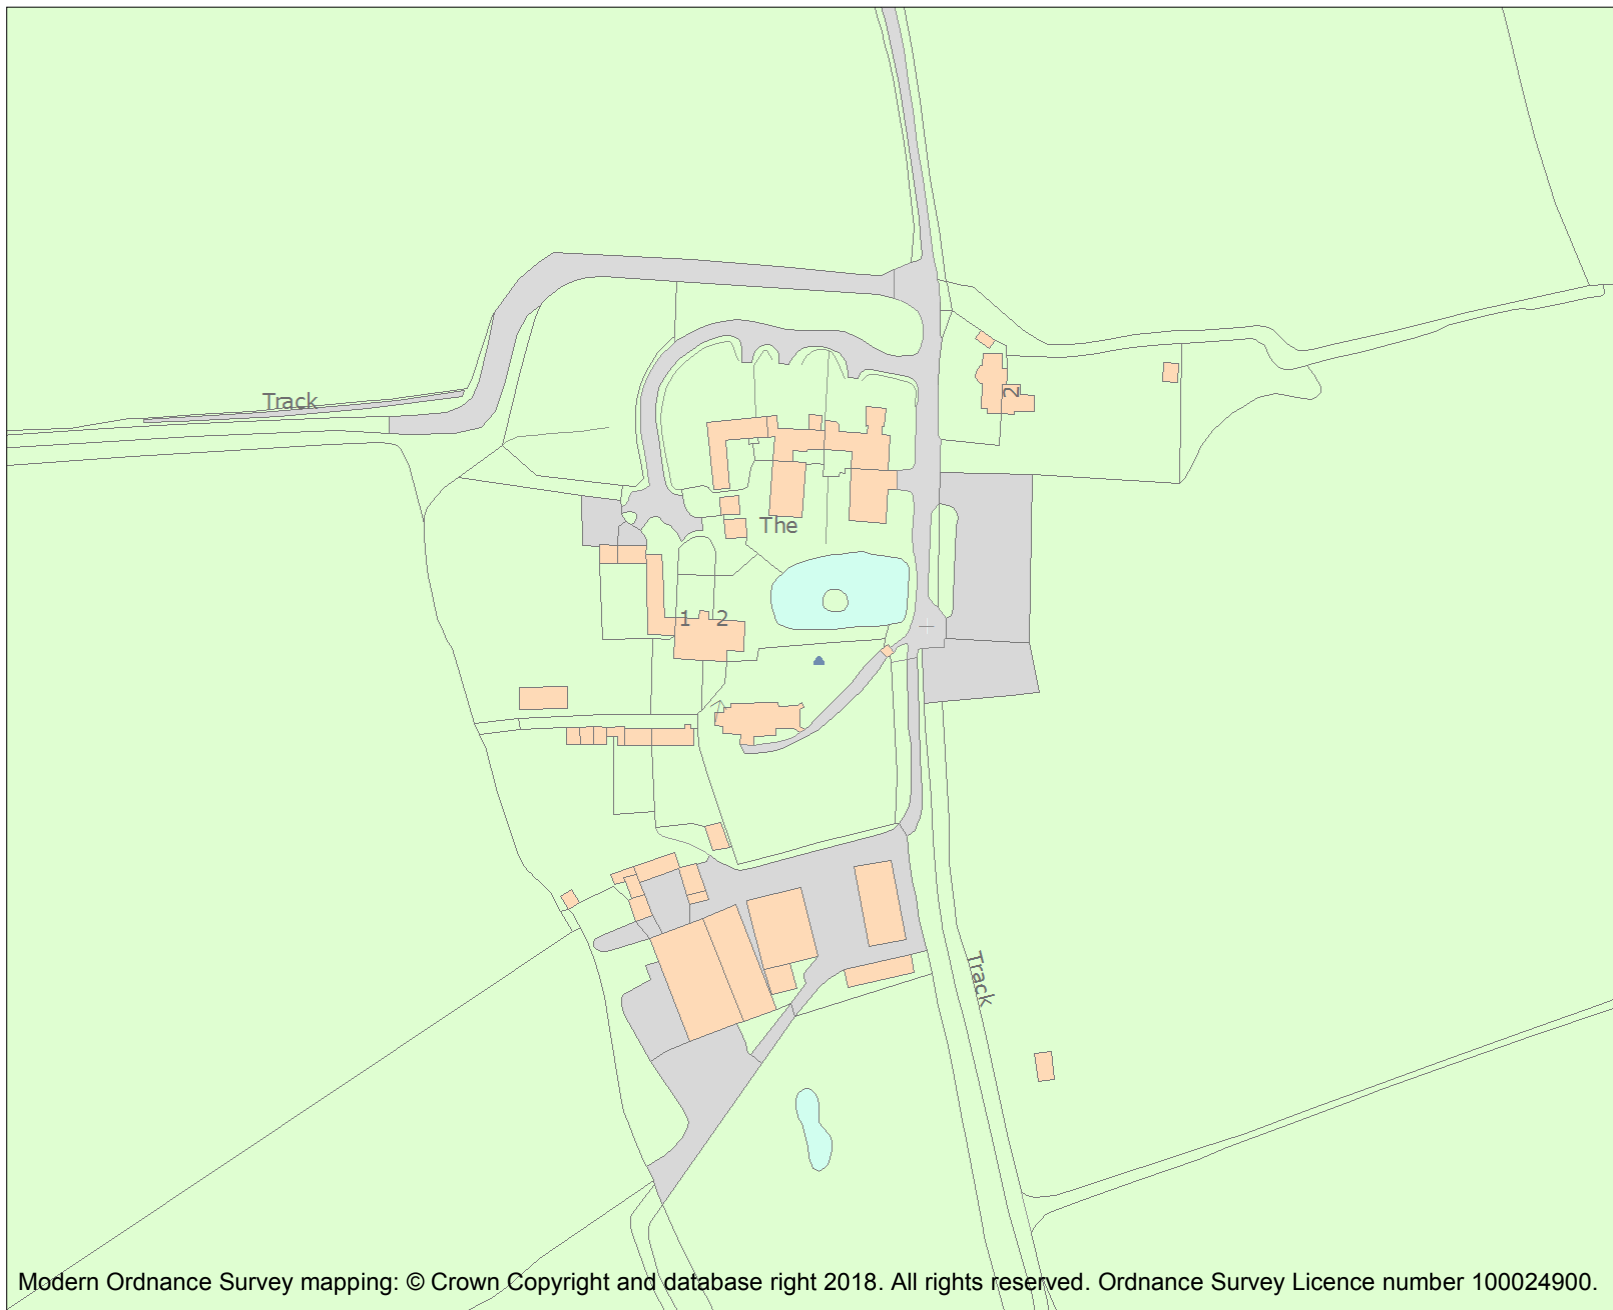 Track
2
The
1 2
Track
Modern Ordnance Survey mapping: © Crown Copyright and database right 2018. All rights reserved. Ordnance Survey Licence number 100024900.